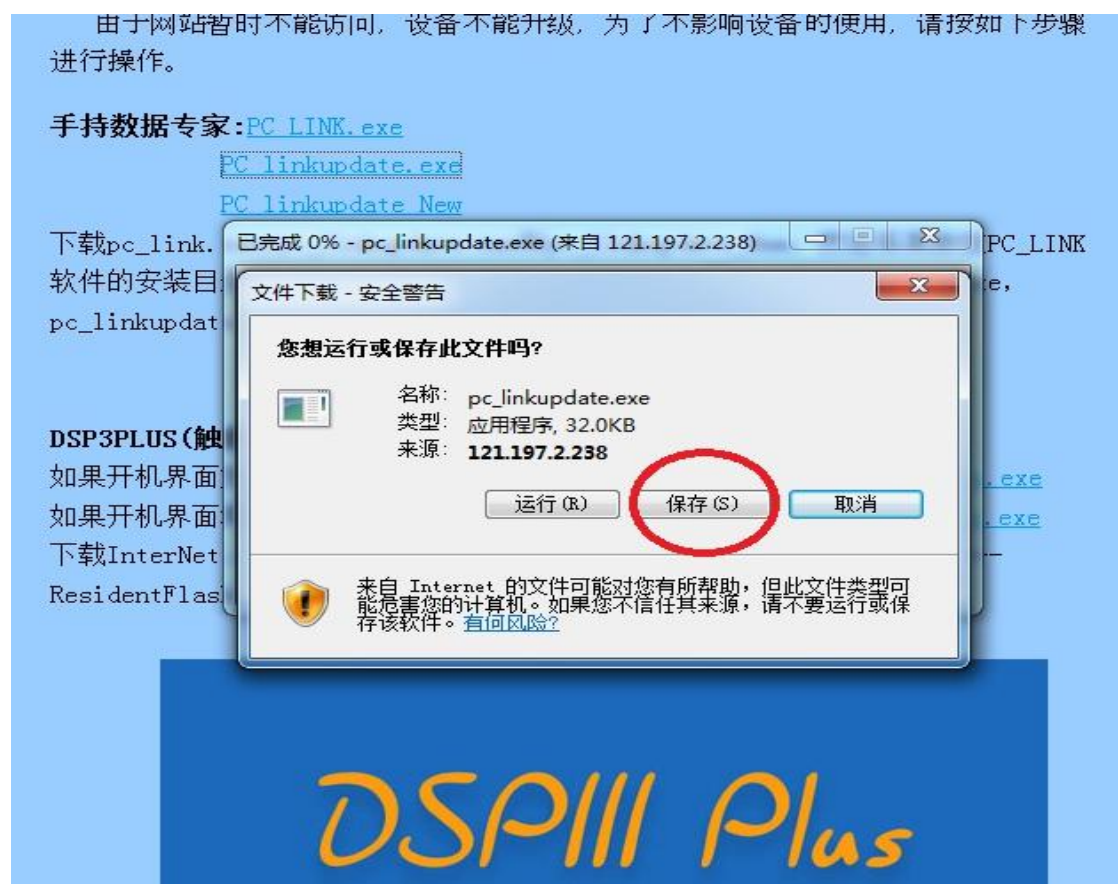 由于网站暂时不能访问，设备不能升级，为了不影响设备的使用，请按如下步骤
进行操作。
手持数据专家:PC LINK.exe
PC linkupdate.exe
PC linkupdate New
下载pc_link.
PC_LINK
软件的安装目
e，
pc_linkupdat
已完成 0% - pc_linkupdate.exe (来自 121.197.2.238)
文件下载 - 安全警告
您想运行或保存此文件吗?
名称: pc_linkupdate.exe
类型: 应用程序, 32.0KB
来源: 121.197.2.238
运行(R) 保存(S) 取消
来自 Internet 的文件可能对您有所帮助，但此文件类型可
能危害您的计算机。如果您不信任其来源，请不要运行或保
存该软件。有何风险?
DSP3PLUS(触
如果开机界面
.exe
如果开机界面
.exe
下载InterNet
--
ResidentFlas
DSPIII Plus